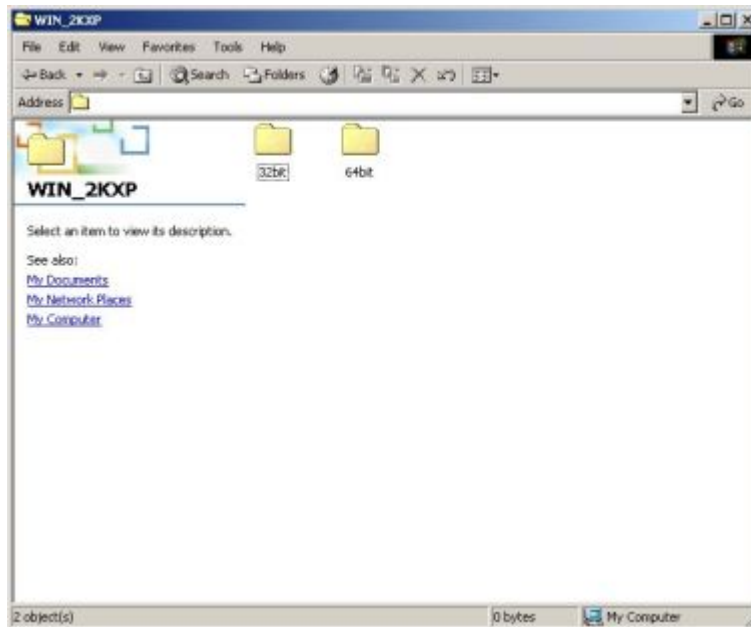 WIN_2KXP
File Edit View Favorites Tools Help
Back Search Folders
Address Go
32bit 64bit
WIN_2KXP
Select an item to view its description.
See also:
My Documents
My Network Places
My Computer
2 object(s) 0 bytes My Computer